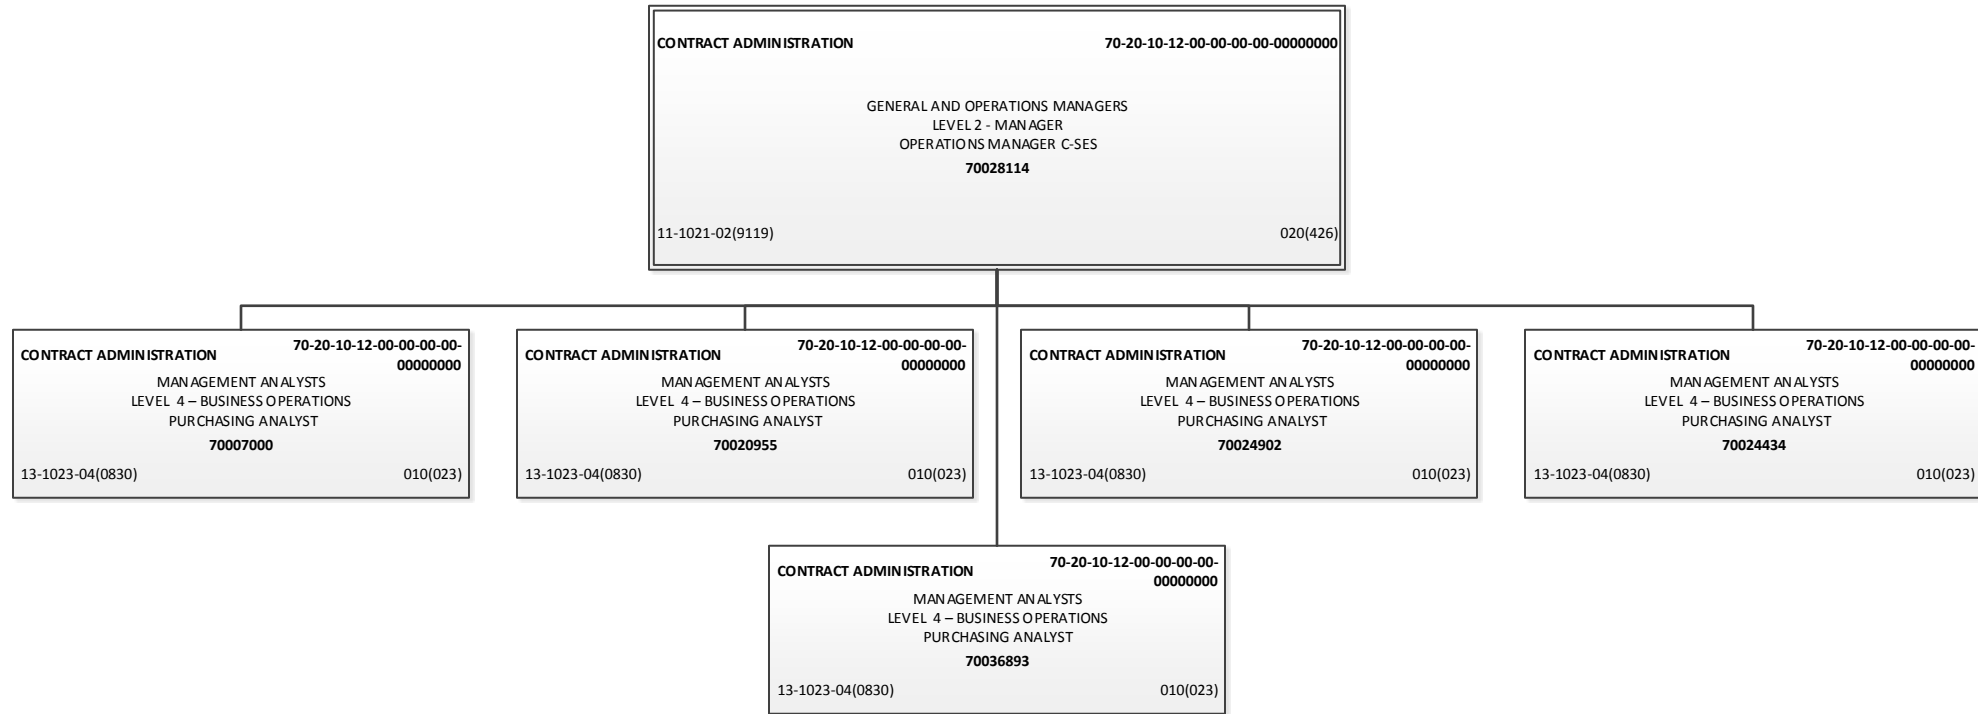 CONTRACT ADMINISTRATION 70-20-10-12-00-00-00-00-00000000
GENERAL AND OPERATIONS MANAGERS
LEVEL 2 - MANAGER
OPERATIONS MANAGER C-SES
70028114
11-1021-02(9119) 020(426)
CONTRACT ADMINISTRATION 70-20-10-12-00-00-00-00-
00000000
MANAGEMENT ANALYSTS
LEVEL 4 – BUSINESS OPERATIONS
PURCHASING ANALYST
70007000
13-1023-04(0830) 010(023)
CONTRACT ADMINISTRATION 70-20-10-12-00-00-00-00-
00000000
MANAGEMENT ANALYSTS
LEVEL 4 – BUSINESS OPERATIONS
PURCHASING ANALYST
70020955
13-1023-04(0830) 010(023)
CONTRACT ADMINISTRATION 70-20-10-12-00-00-00-00-
00000000
MANAGEMENT ANALYSTS
LEVEL 4 – BUSINESS OPERATIONS
PURCHASING ANALYST
70024902
13-1023-04(0830) 010(023)
CONTRACT ADMINISTRATION 70-20-10-12-00-00-00-00-
00000000
MANAGEMENT ANALYSTS
LEVEL 4 – BUSINESS OPERATIONS
PURCHASING ANALYST
70024434
13-1023-04(0830) 010(023)
CONTRACT ADMINISTRATION 70-20-10-12-00-00-00-00-
00000000
MANAGEMENT ANALYSTS
LEVEL 4 – BUSINESS OPERATIONS
PURCHASING ANALYST
70036893
13-1023-04(0830) 010(023)